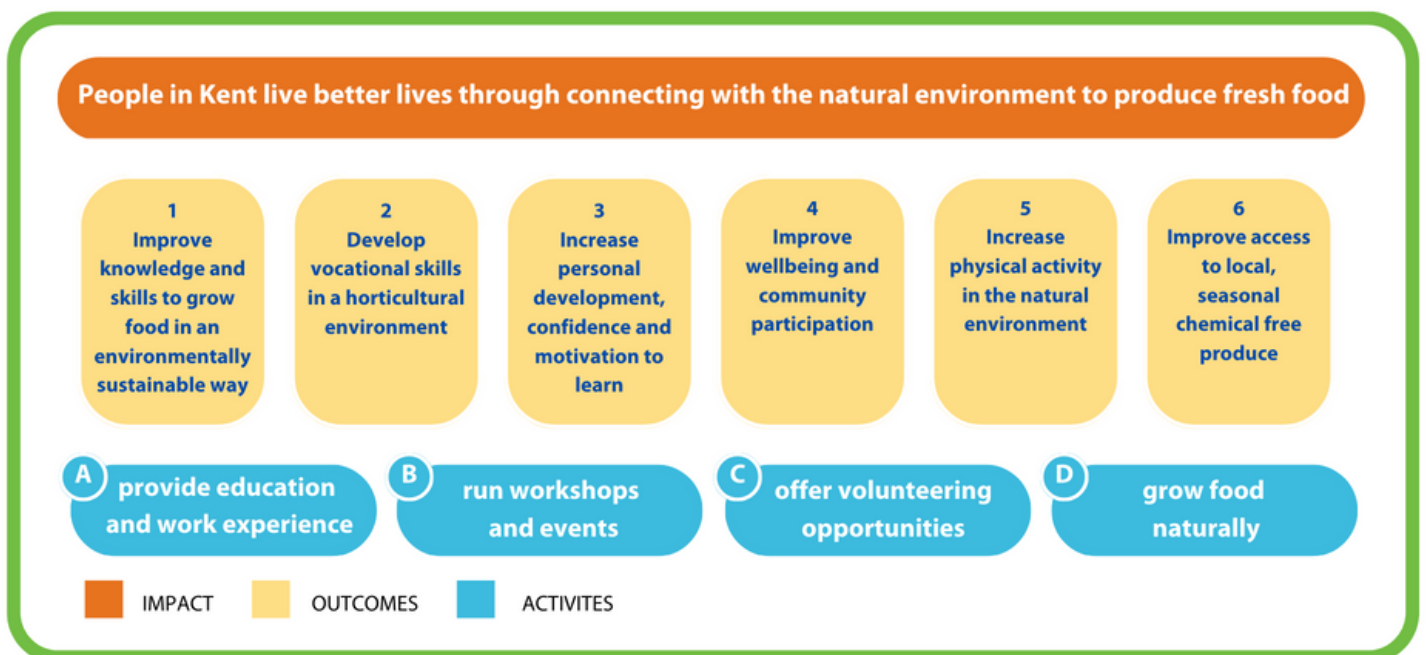 People in Kent live better lives through connecting with the natural environment to produce fresh food
1
Improve
knowledge and
skills to grow
food in an
environmentally
sustainable way
2
Develop
vocational skills
in a horticultural
environment
3
Increase
personal
development,
confidence and
motivation to
learn
4
Improve
wellbeing and
community
participation
5
Increase
physical activity
in the natural
environment
6
Improve access
to local,
seasonal
chemical free
produce
A
provide education
and work experience
B
run workshops
and events
C
offer volunteering
opportunities
D
grow food
naturally
IMPACT
OUTCOMES
ACTIVITES